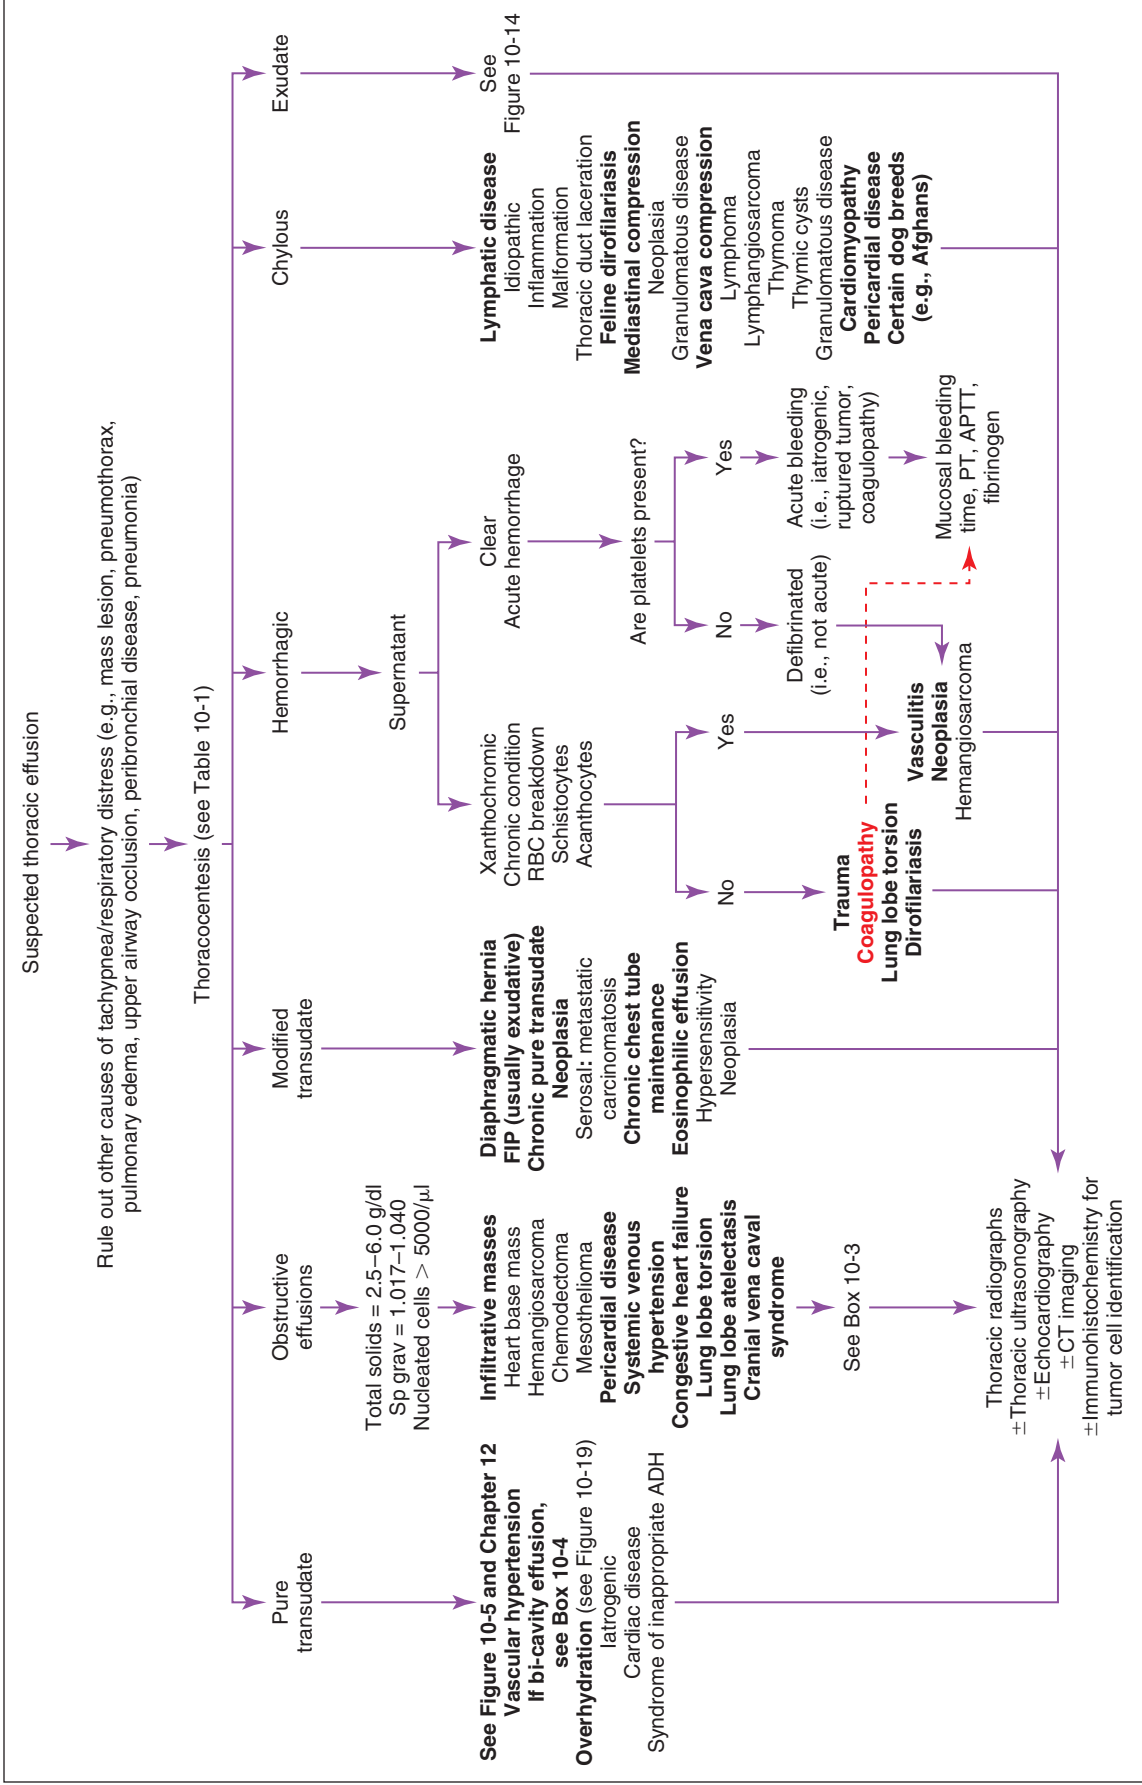 Suspected thoracic effusion
Rule out other causes of tachypnea/respiratory distress (e.g., mass lesion, pneumothorax,
pulmonary edema, upper airway occlusion, peribronchial disease, pneumonia)
Thoracocentesis (see Table 10-1)
Pure
transudate
See Figure 10-5 and Chapter 12
Vascular hypertension
If bi-cavity effusion,
see Box 10-4
Overhydration (see Figure 10-19)
Iatrogenic
Cardiac disease
Syndrome of inappropriate ADH
Obstructive
effusions
Total solids = 2.5–6.0 g/dl
Sp grav = 1.017–1.040
Nucleated cells > 5000/μl
Infiltrative masses
Heart base mass
Hemangiosarcoma
Chemodectoma
Mesothelioma
Pericardial disease
Systemic venous
hypertension
Congestive heart failure
Lung lobe torsion
Lung lobe atelectasis
Cranial vena caval
syndrome
See Box 10-3
Modified
transudate
Diaphragmatic hernia
FIP (usually exudative)
Chronic pure transudate
Neoplasia
Serosal: metastatic
carcinomatosis
Chronic chest tube
maintenance
Eosinophilic effusion
Hypersensitivity
Neoplasia
Hemorrhagic
Supernatant
Xanthochromic
Chronic condition
RBC breakdown
Schistocytes
Acanthocytes
No
Trauma
Coagulopathy
Lung lobe torsion
Dirofilariasis
Yes
Vasculitis
Neoplasia
Hemangiosarcoma
Clear
Acute hemorrhage
Are platelets present?
No
Defibrinated
(i.e., not acute)
Yes
Acute bleeding
(i.e., iatrogenic,
ruptured tumor,
coagulopathy)
Mucosal bleeding
time, PT, APTT,
fibrinogen
Chylous
Lymphatic disease
Idiopathic
Inflammation
Malformation
Thoracic duct laceration
Feline dirofilariasis
Mediastinal compression
Neoplasia
Granulomatous disease
Vena cava compression
Lymphoma
Lymphangiosarcoma
Thymoma
Thymic cysts
Granulomatous disease
Cardiomyopathy
Pericardial disease
Certain dog breeds
(e.g., Afghans)
Exudate
See
Figure 10-14
Thoracic radiographs
±Thoracic ultrasonography
±Echocardiography
±CT imaging
±Immunohistochemistry for
tumor cell identification